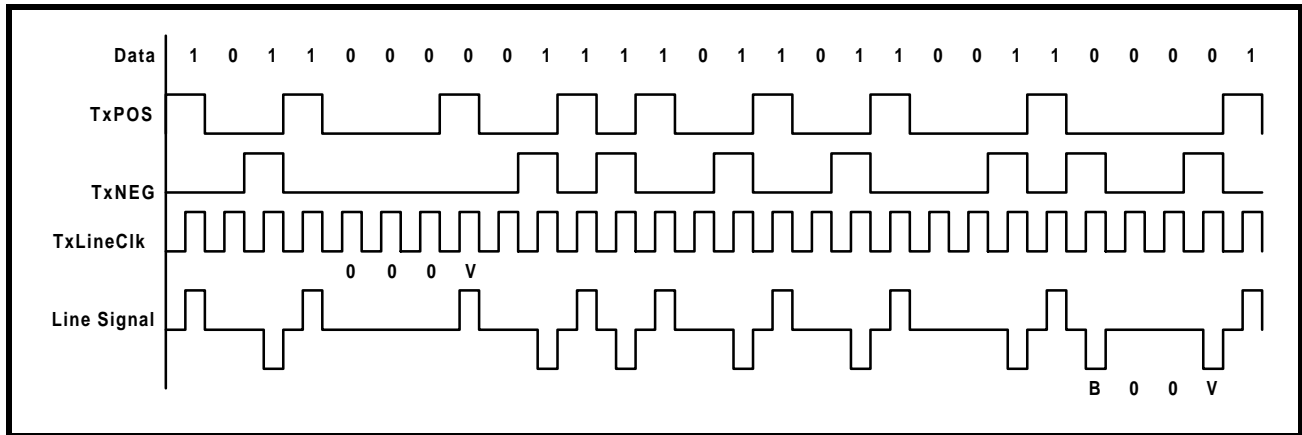 Data 1 0 1 1 0 0 0 0 0 1 1 1 1 0 1 1 0 1 1 0 0 1 1 0 0 0 0 1
TxPOS
TxNEG
TxLineClk
0 0 0 V
Line Signal
B 0 0 V